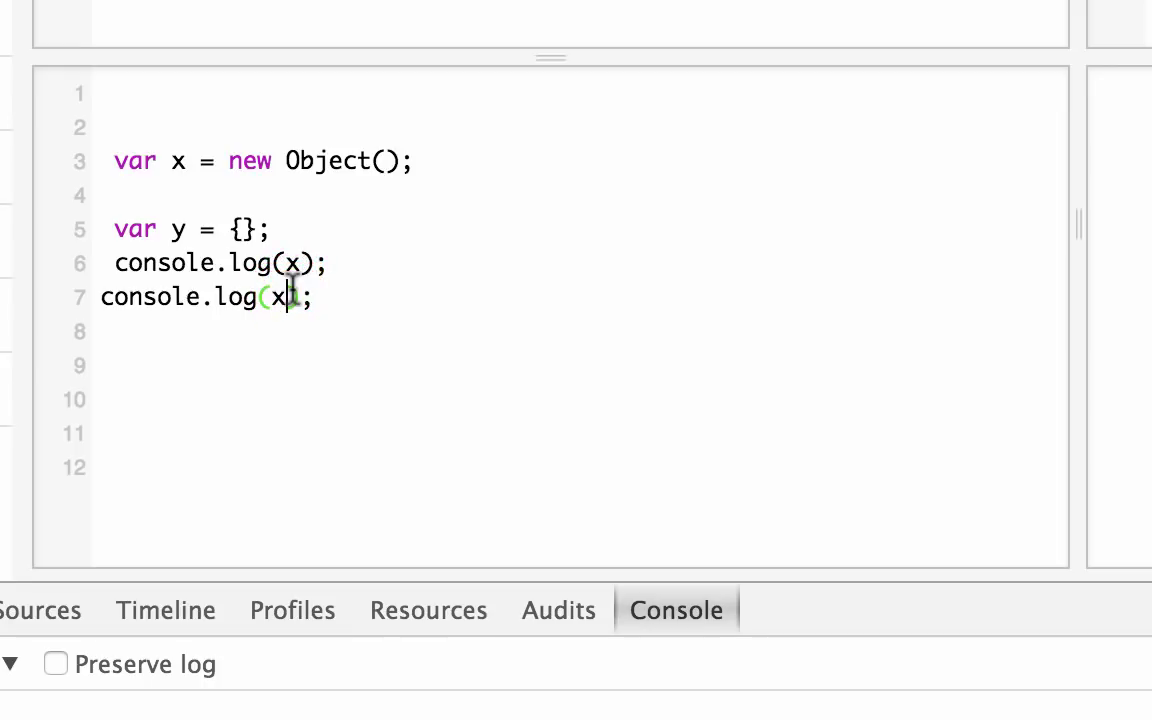 1
2
3 var x = new Object();
4
5 var y = {};
6 console.log(x);
7 console.log(x);
8
9
10
11
12
Sources Timeline Profiles Resources Audits Console
▼ Preserve log